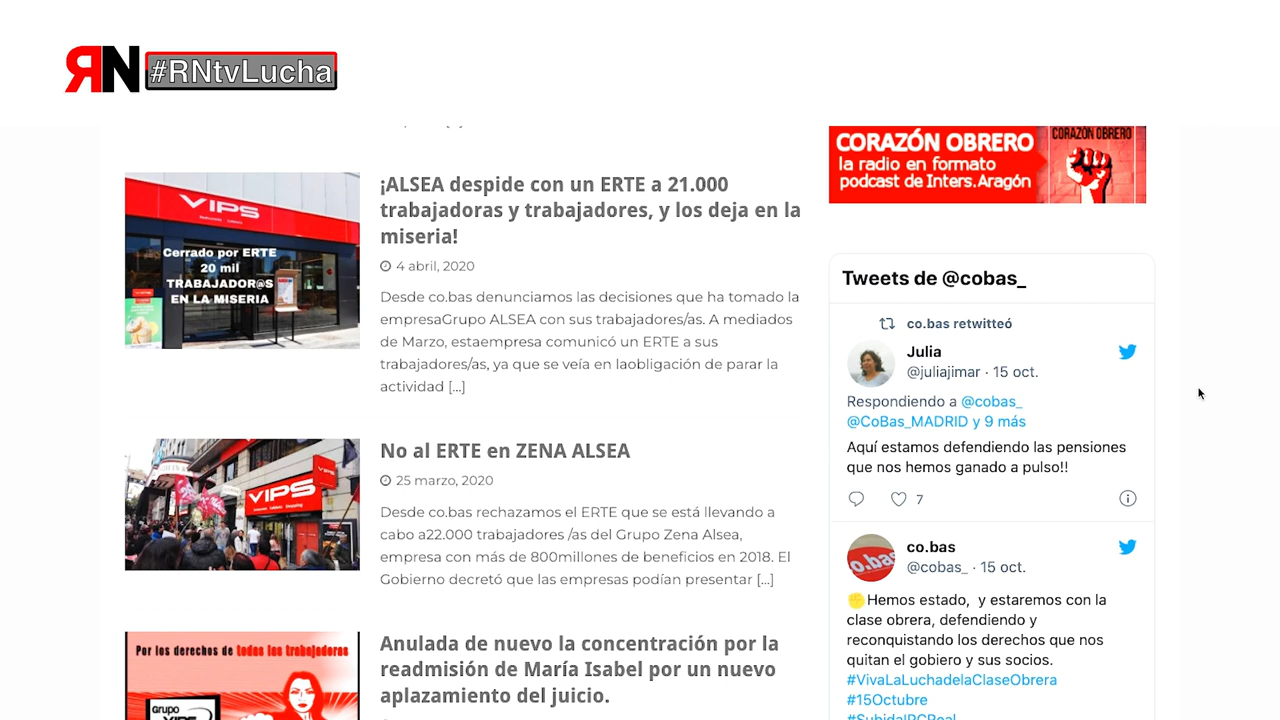 RN #RNtvLucha
VIPS
Cerrado por ERTE
20 mil
TRABAJADOR@S
EN LA MISERIA
¡ALSEA despide con un ERTE a 21.000
trabajadoras y trabajadores, y los deja en la
miseria!
4 abril, 2020
Desde co.bas denunciamos las decisiones que ha tomado la
empresaGrupo ALSEA con sus trabajadores/as. A mediados
de Marzo, estaempresa comunicó un ERTE a sus
trabajadores/as, ya que se veía en laobligación de parar la
actividad [...]
VIPS
VIPS
No al ERTE en ZENA ALSEA
25 marzo, 2020
Desde co.bas rechazamos el ERTE que se está llevando a
cabo a22.000 trabajadores /as del Grupo Zena Alsea,
empresa con más de 800millones de beneficios en 2018. El
Gobierno decretó que las empresas podían presentar [...]
Por los derechos de todas las trabajadoras
Grupo
VIPS
Anulada de nuevo la concentración por la
readmisión de María Isabel por un nuevo
aplazamiento del juicio.
CORAZÓN OBRERO
la radio en formato
podcast de Inters.Aragón
CORAZÓN OBRERO
Tweets de @cobas_
co.bas retwitteó
Julia
@juliajimar · 15 oct.
Respondiendo a @cobas_
@CoBas_MADRID y 9 más
Aquí estamos defendiendo las pensiones
que nos hemos ganado a pulso!!
7
o.bas
co.bas
@cobas_ · 15 oct.
✊Hemos estado, y estaremos con la
clase obrera, defendiendo y
reconquistando los derechos que nos
quitan el gobiero y sus socios.
#VivaLaLuchadelaClaseObrera
#15Octubre
#SubidaIPCReal